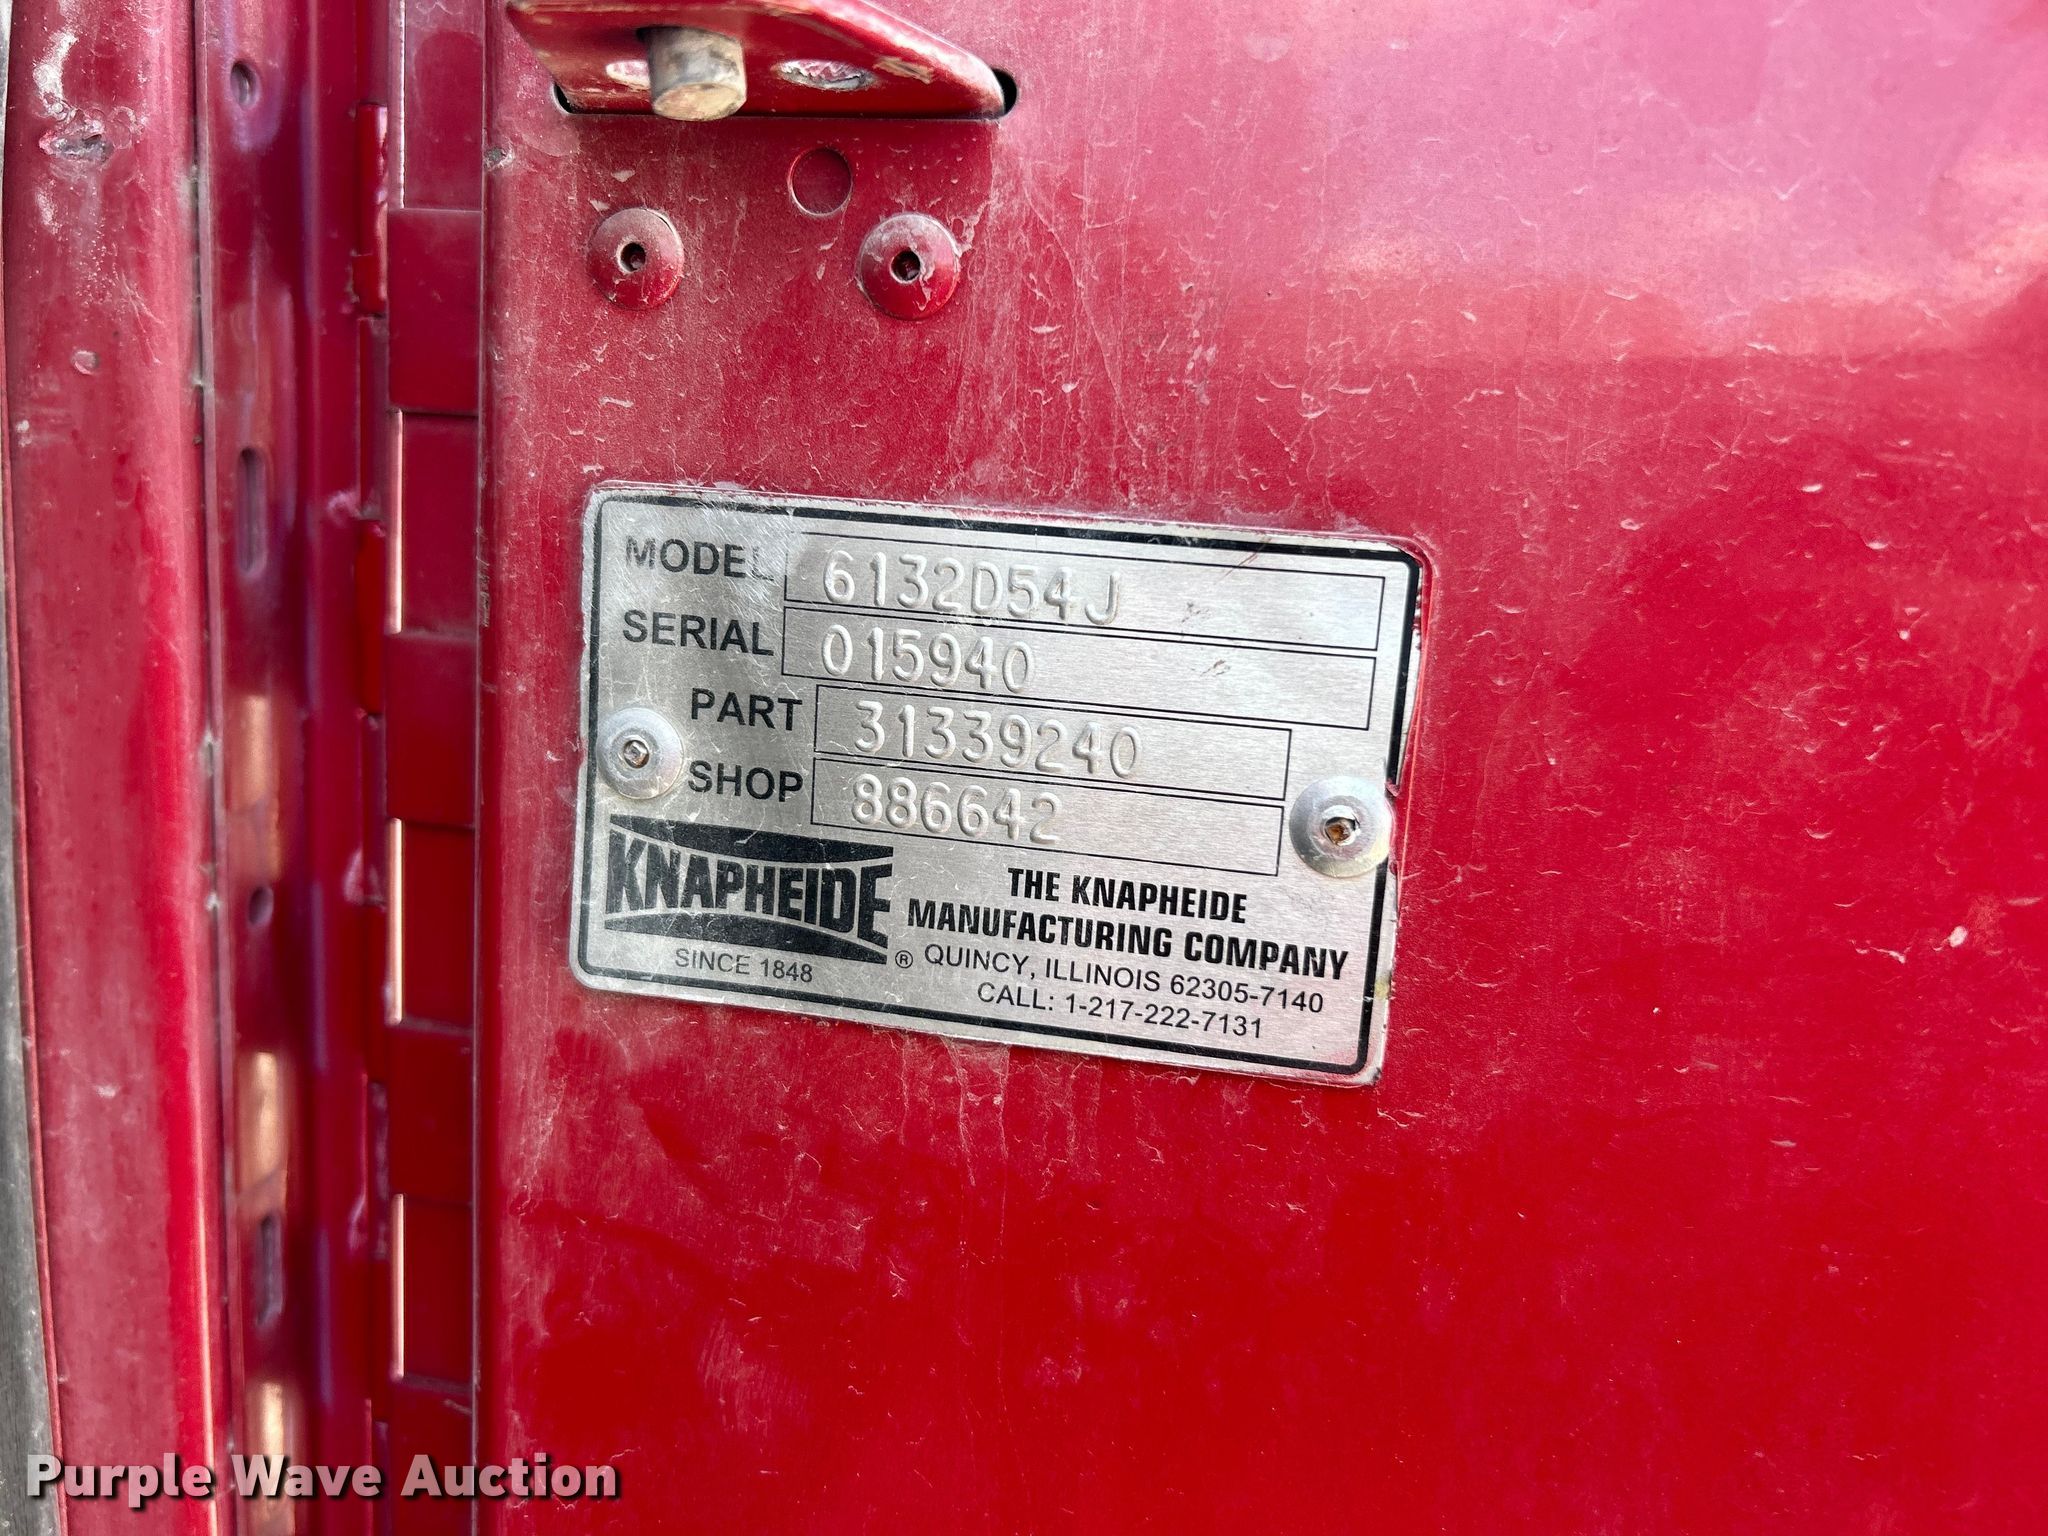 MODEL 6132D54J
SERIAL 015940
PART 31339240
SHOP 886642
KNAPHEIDE ®
SINCE 1848
THE KNAPHEIDE
MANUFACTURING COMPANY
QUINCY, ILLINOIS 62305-7140
CALL: 1-217-222-7131
Purple Wave Auction